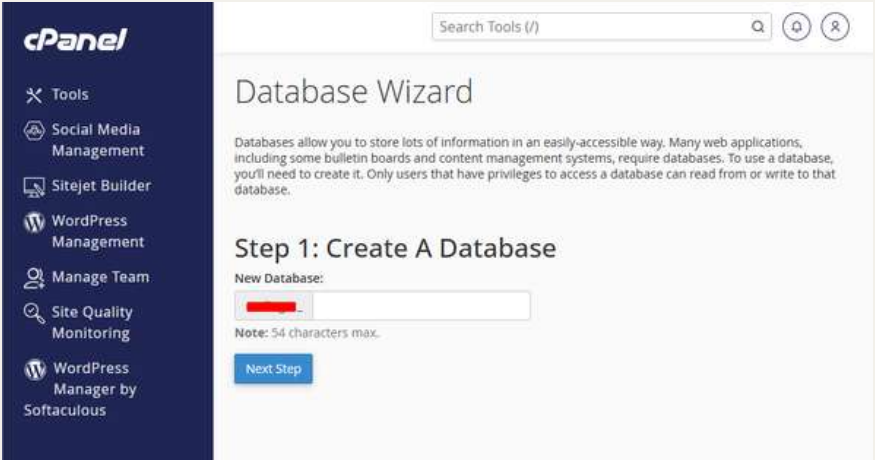 cPanel
Search Tools (/)
Tools
Social Media
Management
Sitejet Builder
WordPress
Management
Manage Team
Site Quality
Monitoring
WordPress
Manager by
Softaculous
Database Wizard
Databases allow you to store lots of information in an easily-accessible way. Many web applications,
including some bulletin boards and content management systems, require databases. To use a database,
you'll need to create it. Only users that have privileges to access a database can read from or write to that
database.
Step 1: Create A Database
New Database:
_
Note: 54 characters max.
Next Step